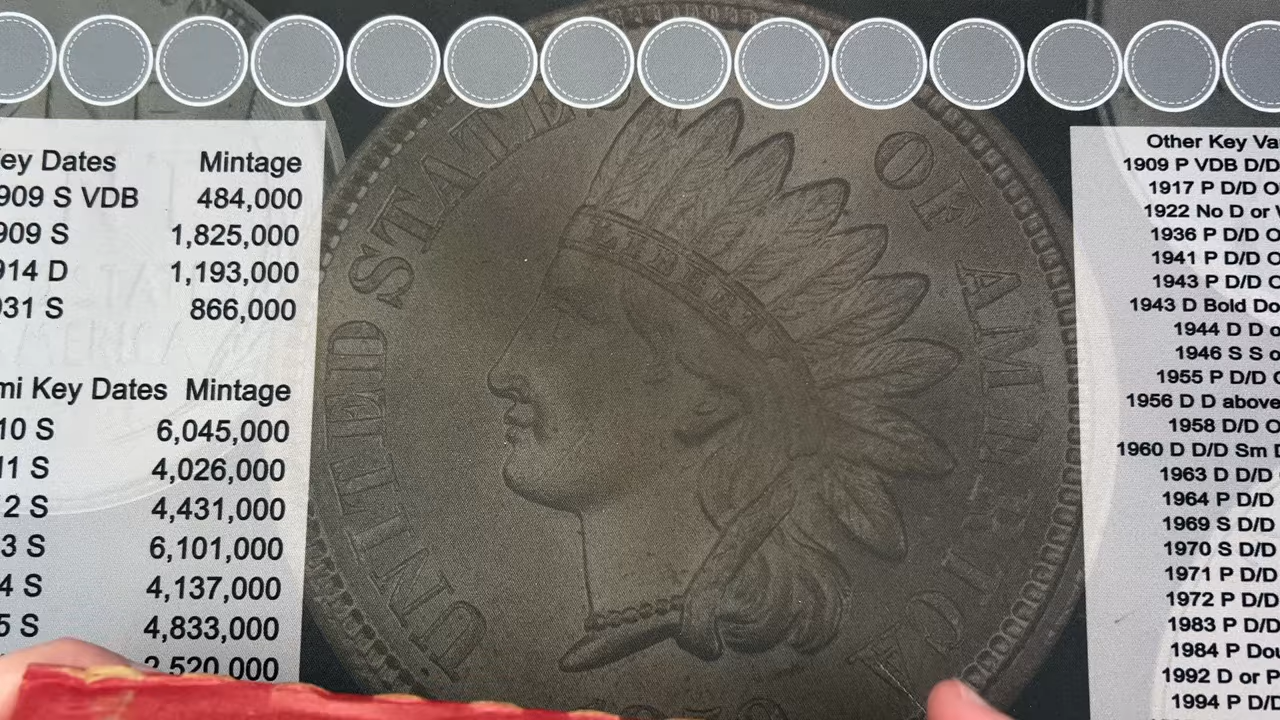 ey Dates Mintage
909 S VDB 484,000
909 S 1,825,000
914 D 1,193,000
931 S 866,000
mi Key Dates Mintage
10 S 6,045,000
11 S 4,026,000
2 S 4,431,000
3 S 6,101,000
4 S 4,137,000
5 S 4,833,000
2,520,000
UNITED STATES OF AMERICA
LIBERTY
Other Key Va
1909 P VDB D/D
1917 P D/D O
1922 No D or
1936 P D/D O
1941 P D/D O
1943 P D/D O
1943 D Bold Do
1944 D D o
1946 S S o
1955 P D/D
1956 D D above
1958 D/D O
1960 D D/D Sm D
1963 D D/D
1964 P D/D
1969 S D/D
1970 S D/D
1971 P D/D
1972 P D/D
1983 P D/D
1984 P Dou
1992 D or P
1994 P D/D